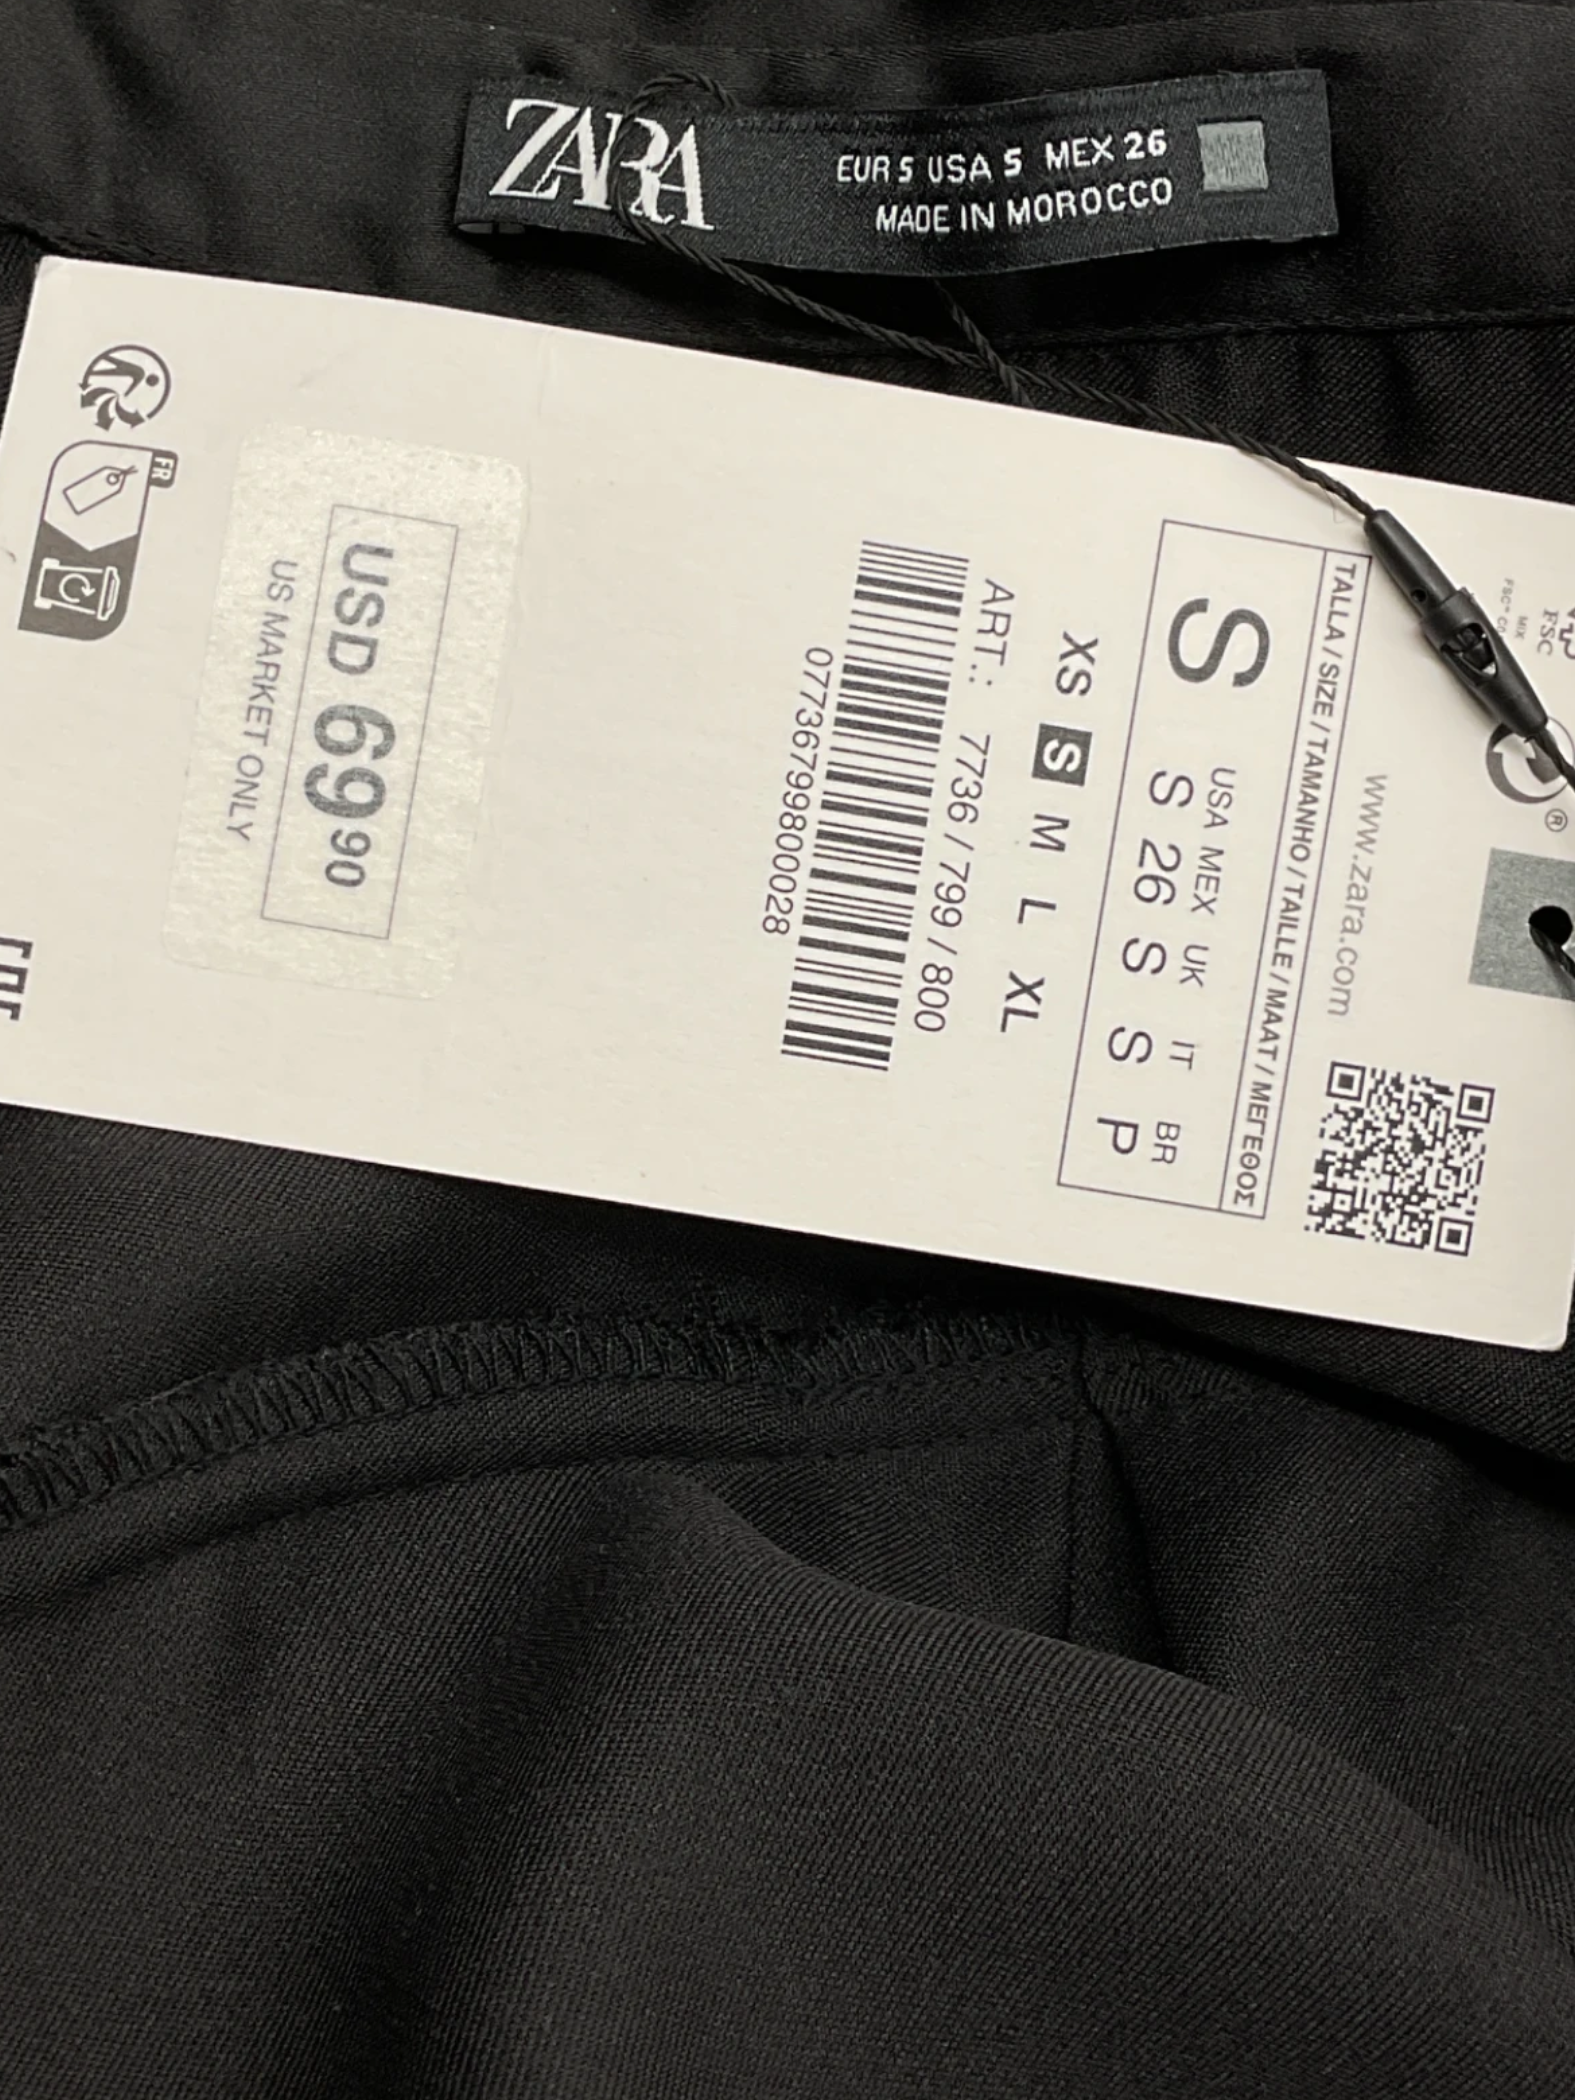 ZARA
EUR S USA S MEX 26
MADE IN MOROCCO
FSC
MIX
www.zara.com
TALLA / SIZE / TAMANHO / TAILLE / MAAT / ΜΕΓΕΘΟΣ
USA MEX UK IT BR
S S 26 S S P
XS S M L XL
ART.: 7736 / 799 / 800
07736799800028
USD 69.90
US MARKET ONLY
FR